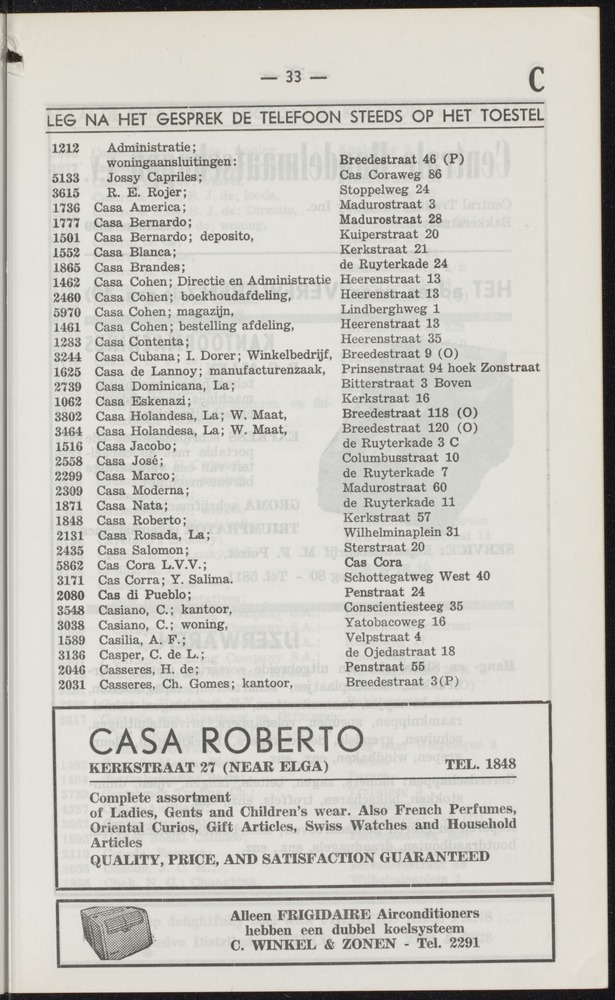 — 33 —
C
LEG NA HET GESPREK DE TELEFOON STEEDS OP HET TOESTEL
1212 Administratie;
woningaansluitingen: Breedestraat 46 (P)
5133 Jossy Capriles; Cas Coraweg 86
3615 R. E. Rojer; Stoppelweg 24
1736 Casa America; Madurostraat 3
1777 Casa Bernardo; Madurostraat 28
1501 Casa Bernardo; deposito, Kuiperstraat 20
1552 Casa Blanca; Kerkstraat 21
1865 Casa Brandes; de Ruyterkade 24
1462 Casa Cohen; Directie en Administratie Heerenstraat 13
2460 Casa Cohen; boekhoudafdeling, Heerenstraat 13
5970 Casa Cohen; magazijn, Lindberghweg 1
1461 Casa Cohen; bestelling afdeling, Heerenstraat 13
1283 Casa Contenta; Heerenstraat 35
3244 Casa Cubana; I. Dorer; Winkelbedrijf, Breedestraat 9 (O)
1625 Casa de Lannoy; manufacturenzaak, Prinsenstraat 94 hoek Zonstraat
2739 Casa Dominicana, La; Bitterstraat 3 Boven
1062 Casa Eskenazi; Kerkstraat 16
3802 Casa Holandesa, La; W. Maat, Breedestraat 118 (O)
3464 Casa Holandesa, La; W. Maat, Breedestraat 120 (O)
1516 Casa Jacobo; de Ruyterkade 3 C
2558 Casa José; Columbusstraat 10
2299 Casa Marco; de Ruyterkade 7
2309 Casa Moderna; Madurostraat 60
1871 Casa Nata; de Ruyterkade 11
1848 Casa Roberto; Kerkstraat 57
2131 Casa Rosada, La; Wilhelminaplein 31
2435 Casa Salomon; Sterstraat 20
5862 Cas Cora L.V.V.; Cas Cora
3171 Cas Corra; Y. Salima. Schottegatweg West 40
2080 Cas di Pueblo; Penstraat 24
3548 Casiano, C.; kantoor, Conscientiesteeg 35
3038 Casiano, C.; woning, Yatobacoweg 16
1589 Casilia, A. F.; Velpstraat 4
3136 Casper, C. de L.; de Ojedastraat 18
2046 Casseres, H. de; Penstraat 55
2031 Casseres, Ch. Gomes; kantoor, Breedestraat 3(P)
CASA ROBERTO
KERKSTRAAT 27 (NEAR ELGA) TEL. 1848
Complete assortment
of Ladies, Gents and Children's wear. Also French Perfumes,
Oriental Curios, Gift Articles, Swiss Watches and Household
Articles
QUALITY, PRICE, AND SATISFACTION GUARANTEED
Alleen FRIGIDAIRE Airconditioners
hebben een dubbel koelsysteem
C. WINKEL & ZONEN - Tel. 2291